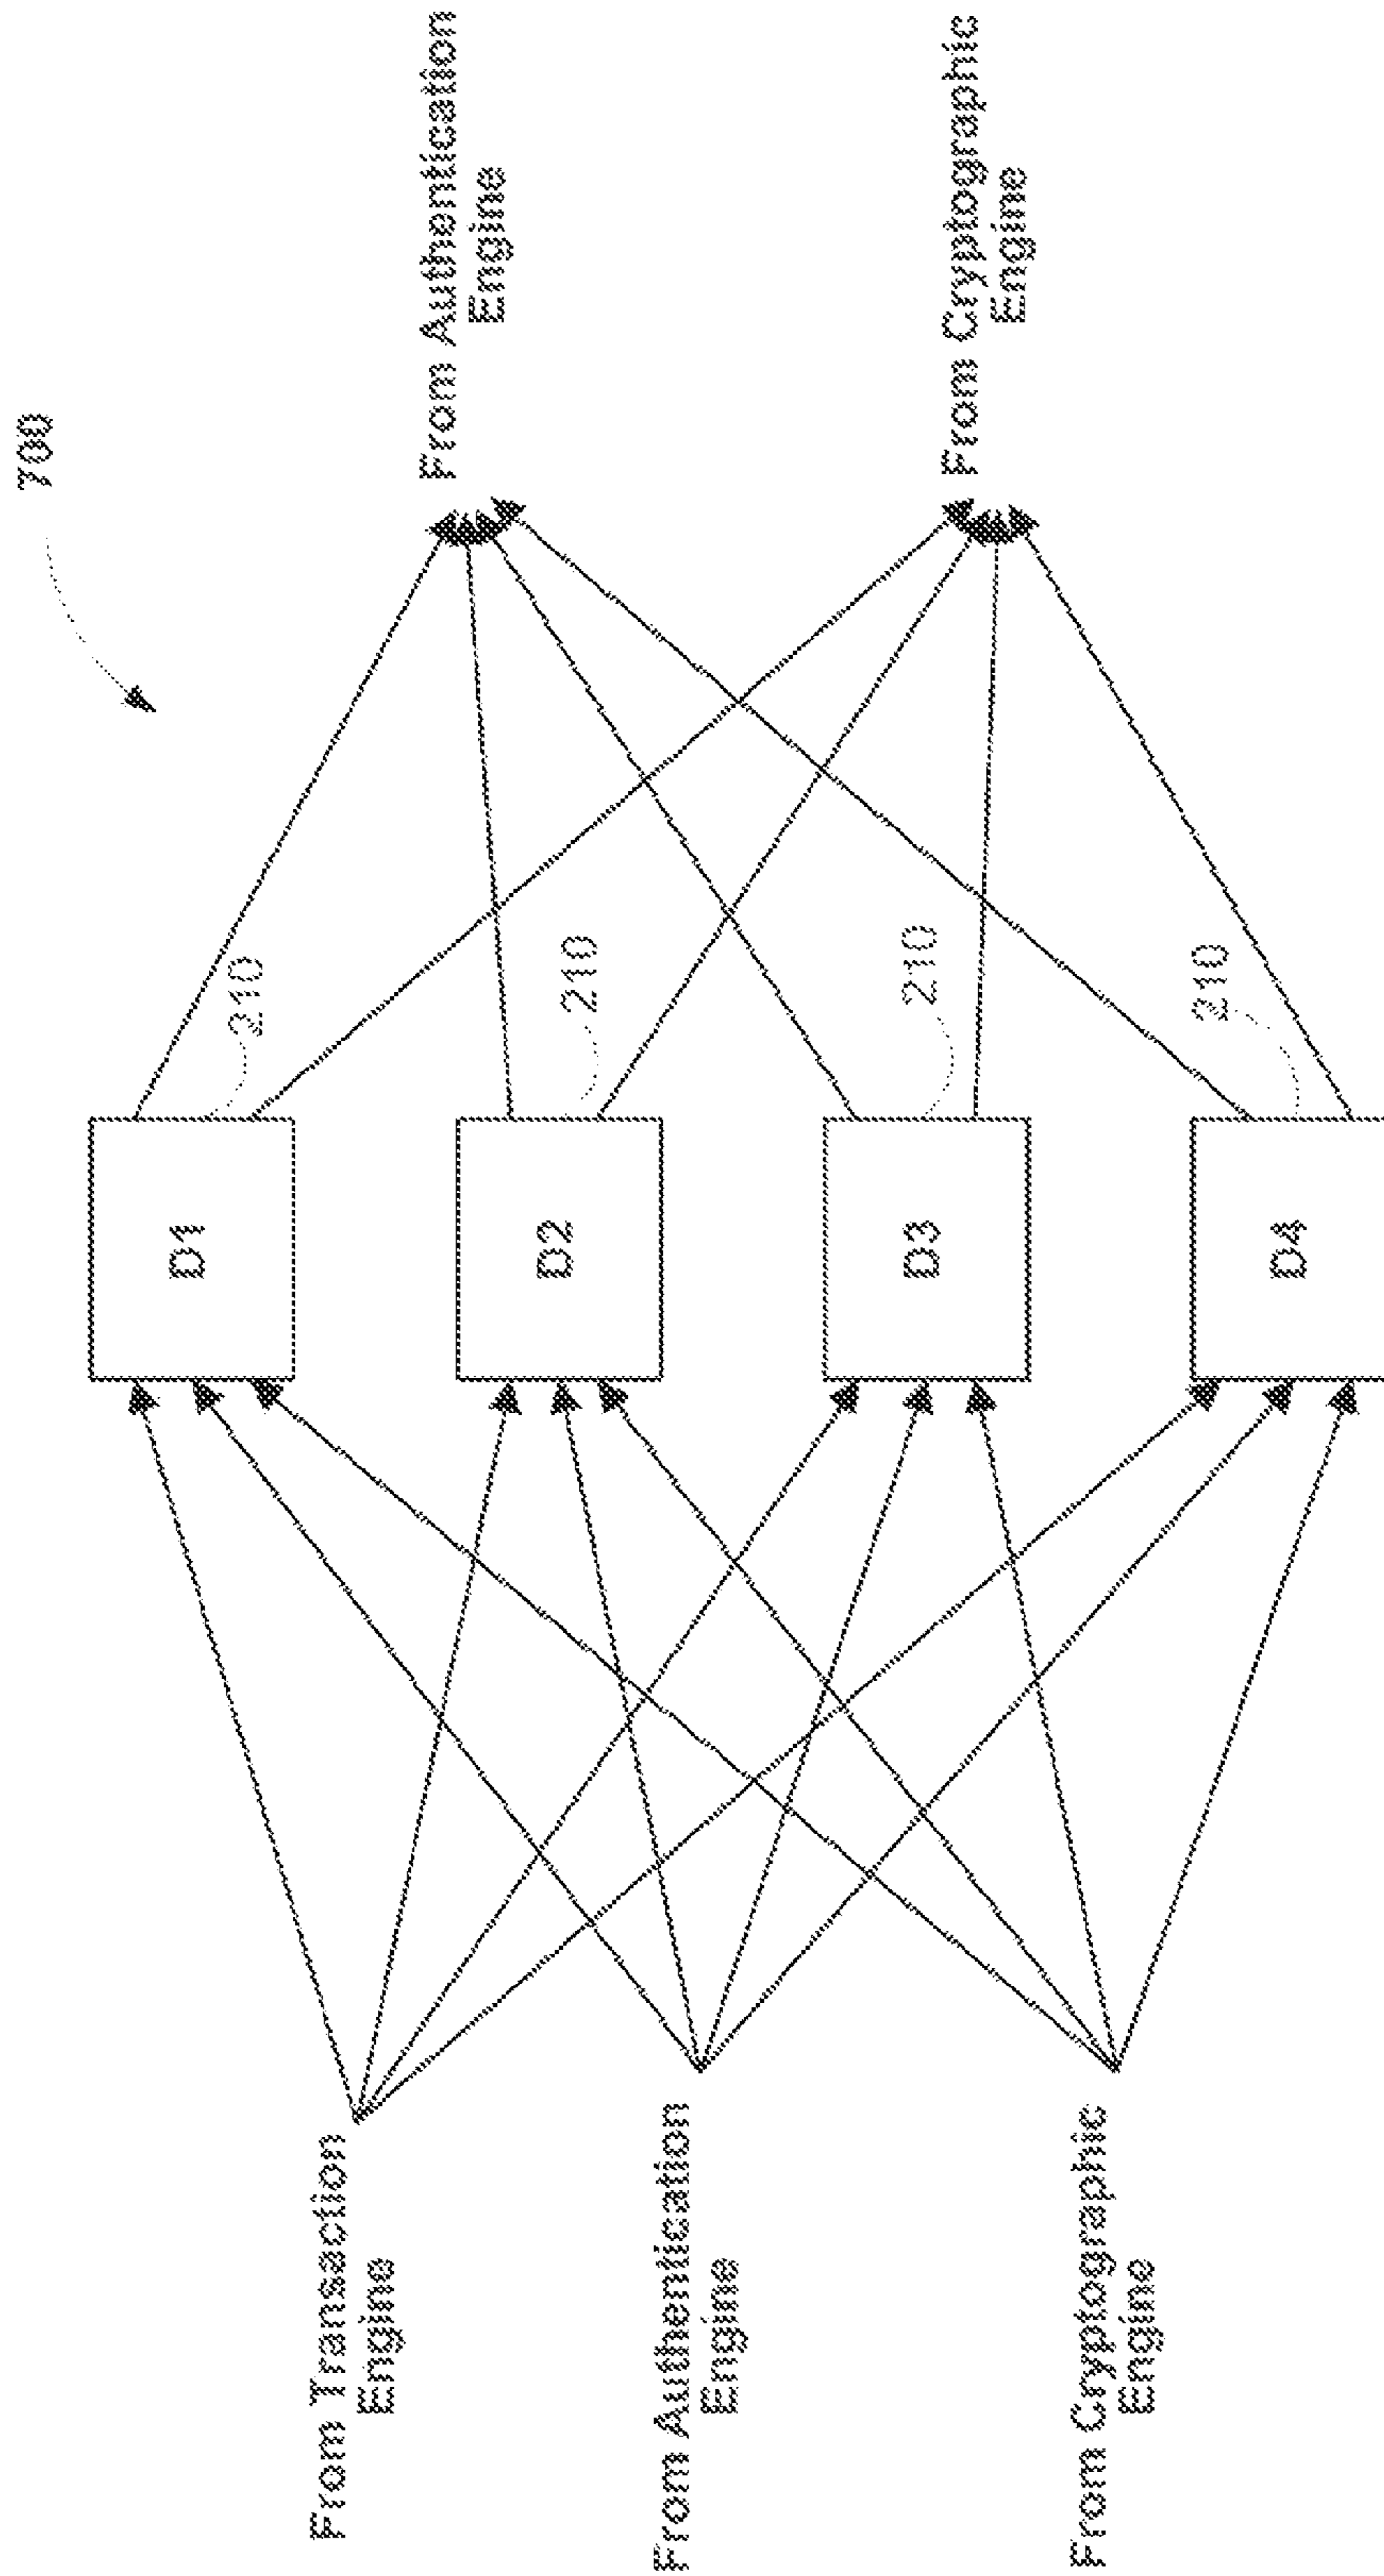 700
From Transaction
Engine
From Authentication
Engine
From Cryptographic
Engine
D1
210
D2
210
D3
210
D4
210
From Authentication
Engine
From Cryptographic
Engine